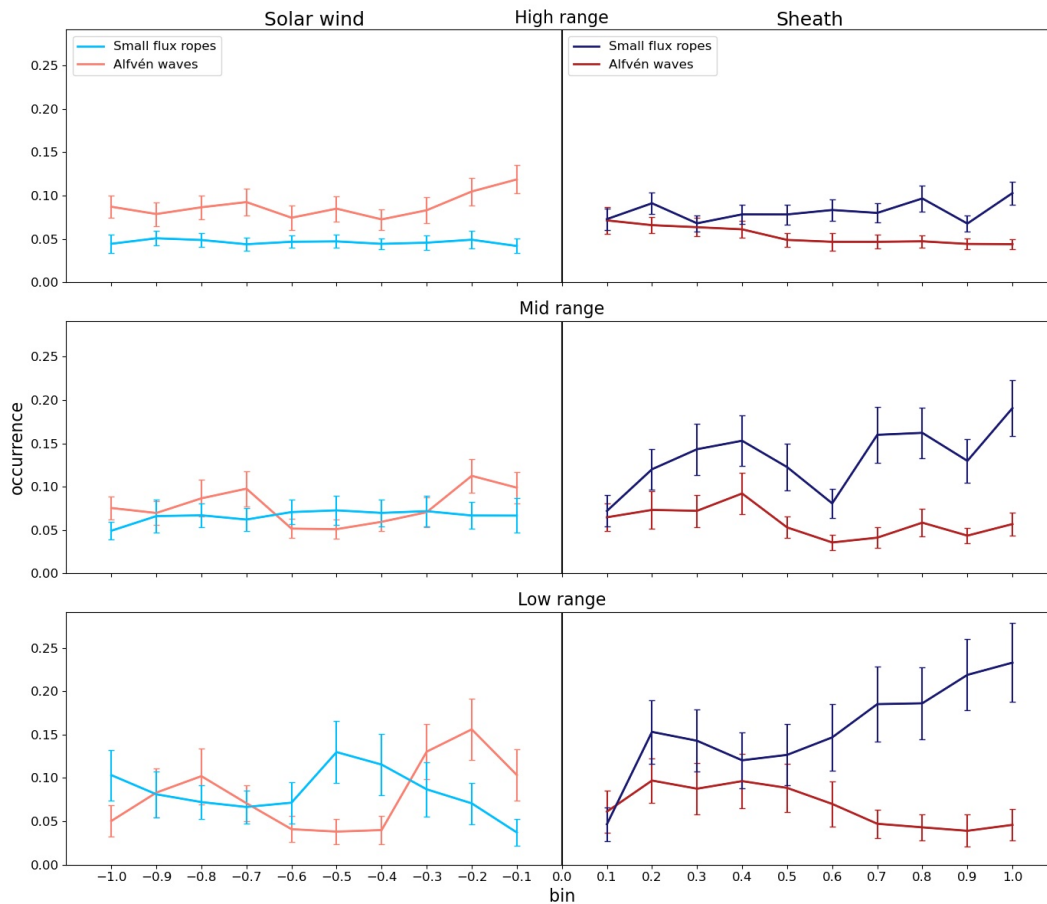 Solar wind
High range
Sheath
Small flux ropes
Alfvén waves
Small flux ropes
Alfvén waves
0.25
0.20
0.15
0.10
0.05
0.00
Mid range
0.25
0.20
0.15
0.10
0.05
0.00
occurrence
Low range
0.25
0.20
0.15
0.10
0.05
0.00
−1.0 −0.9 −0.8 −0.7 −0.6 −0.5 −0.4 −0.3 −0.2 −0.1 0.0 0.1 0.2 0.3 0.4 0.5 0.6 0.7 0.8 0.9 1.0
bin